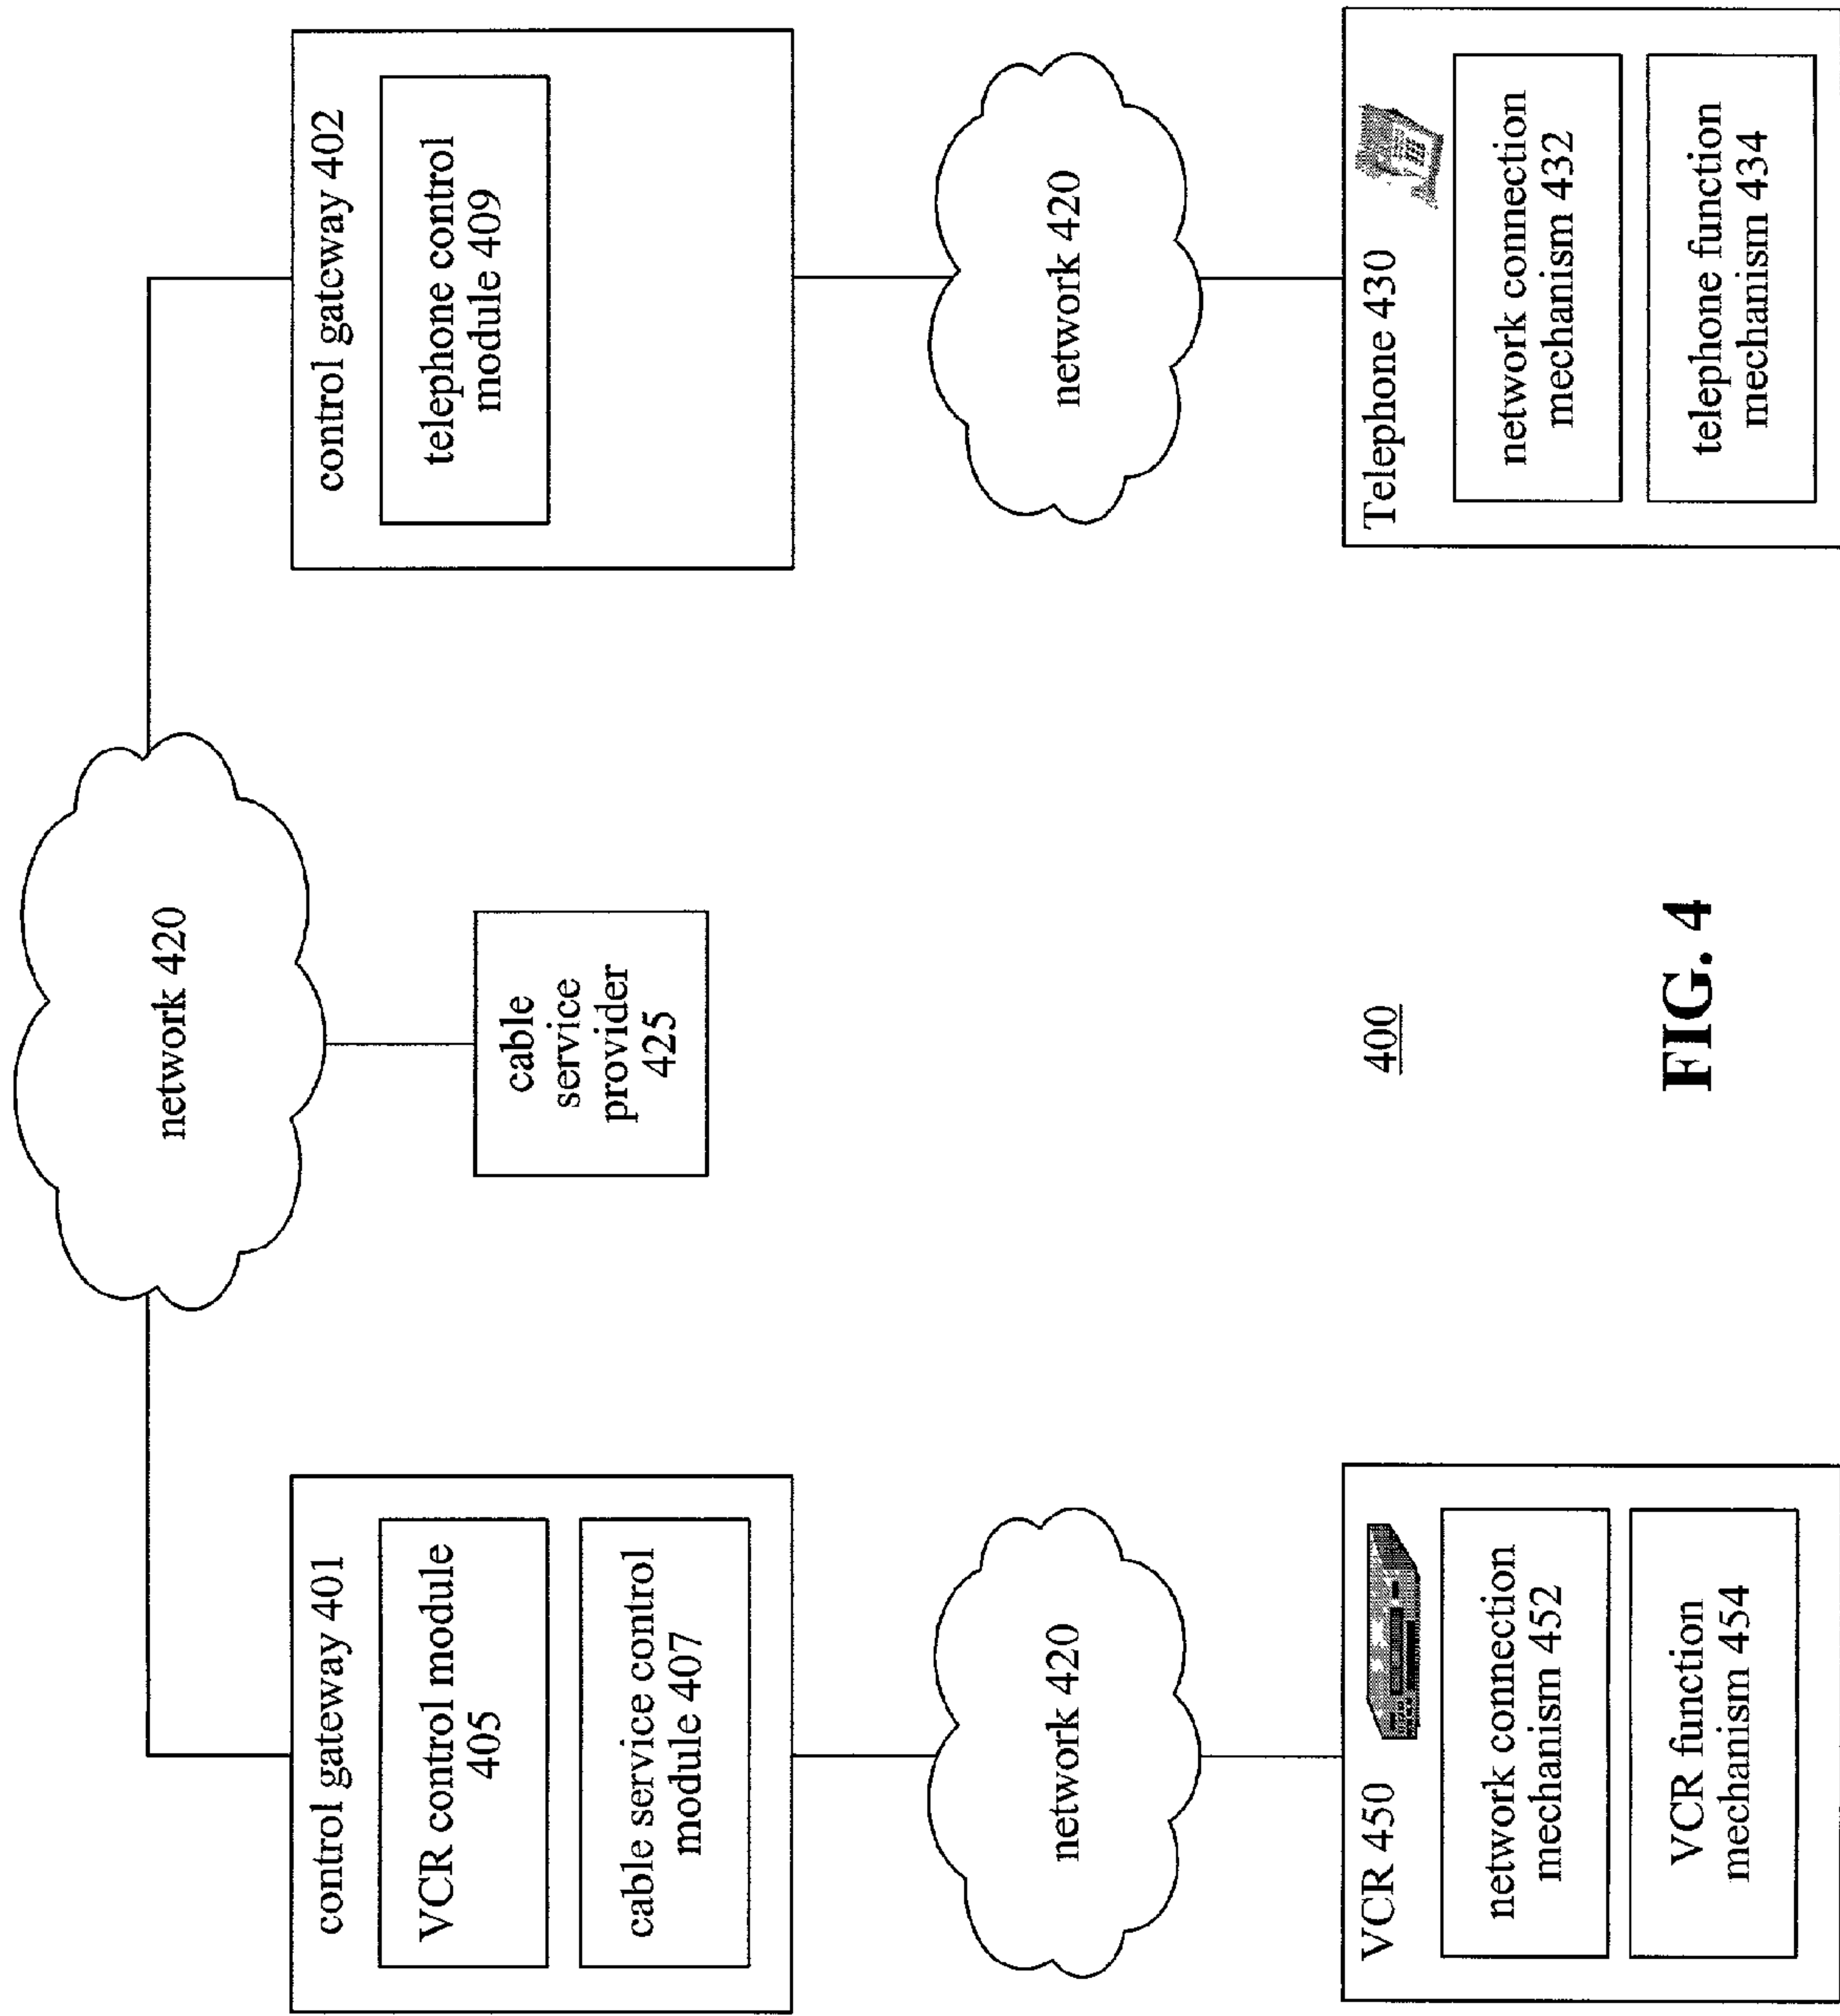 network 420
control gateway 401
VCR control module
405
cable service control
module 407
cable
service
provider
425
control gateway 402
telephone control
module 409
network 420
network 420
VCR 450
network connection
mechanism 452
VCR function
mechanism 454
Telephone 430
network connection
mechanism 432
telephone function
mechanism 434
400
FIG. 4